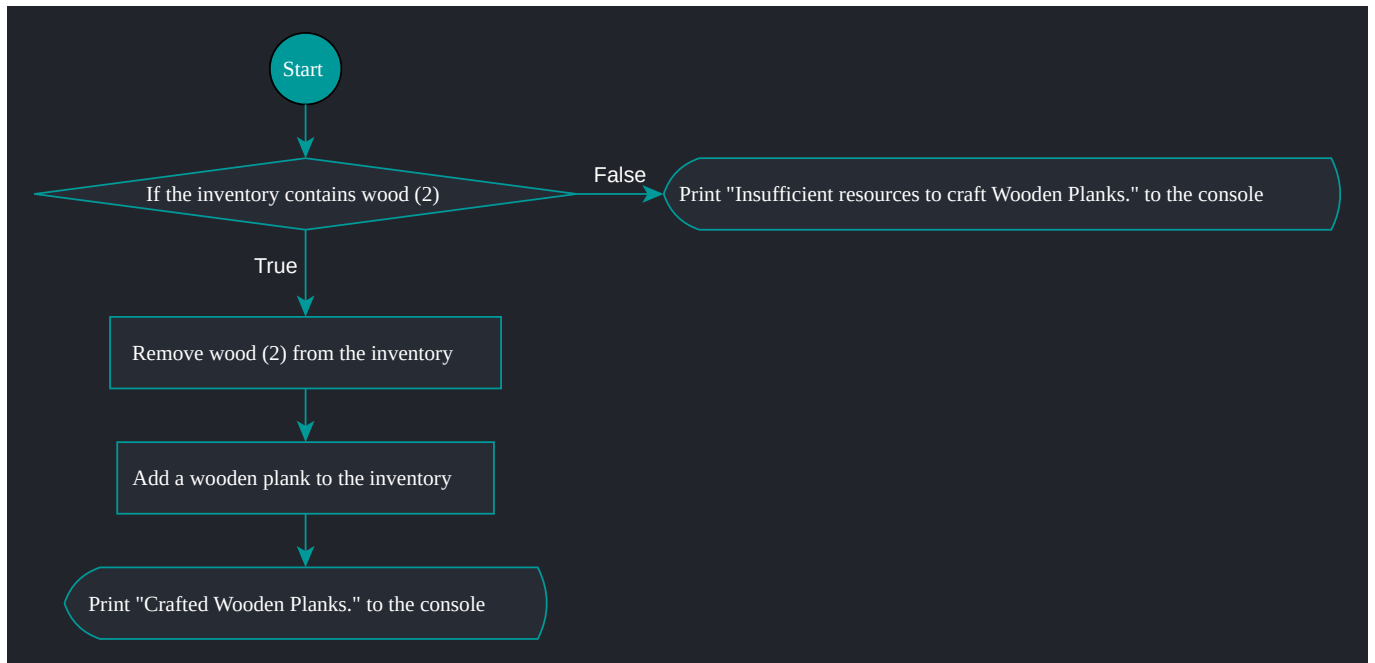 Start
If the inventory contains wood (2)
False
Print "Insufficient resources to craft Wooden Planks." to the console
True
Remove wood (2) from the inventory
Add a wooden plank to the inventory
Print "Crafted Wooden Planks." to the console